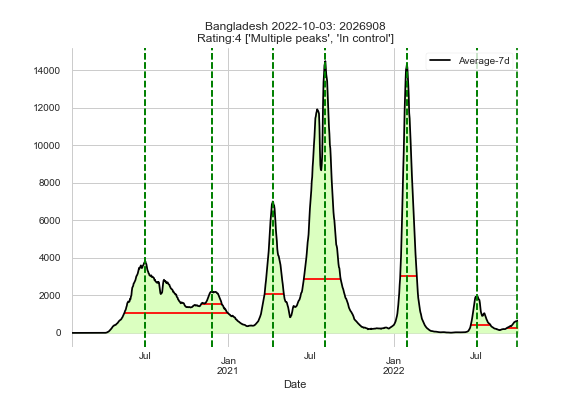 Bangladesh 2022-10-03: 2026908
Rating:4 ['Multiple peaks', 'In control']
Average-7d
14000
12000
10000
8000
6000
4000
2000
0
Jul
Jan
2021
Jul
Jan
2022
Jul
Date